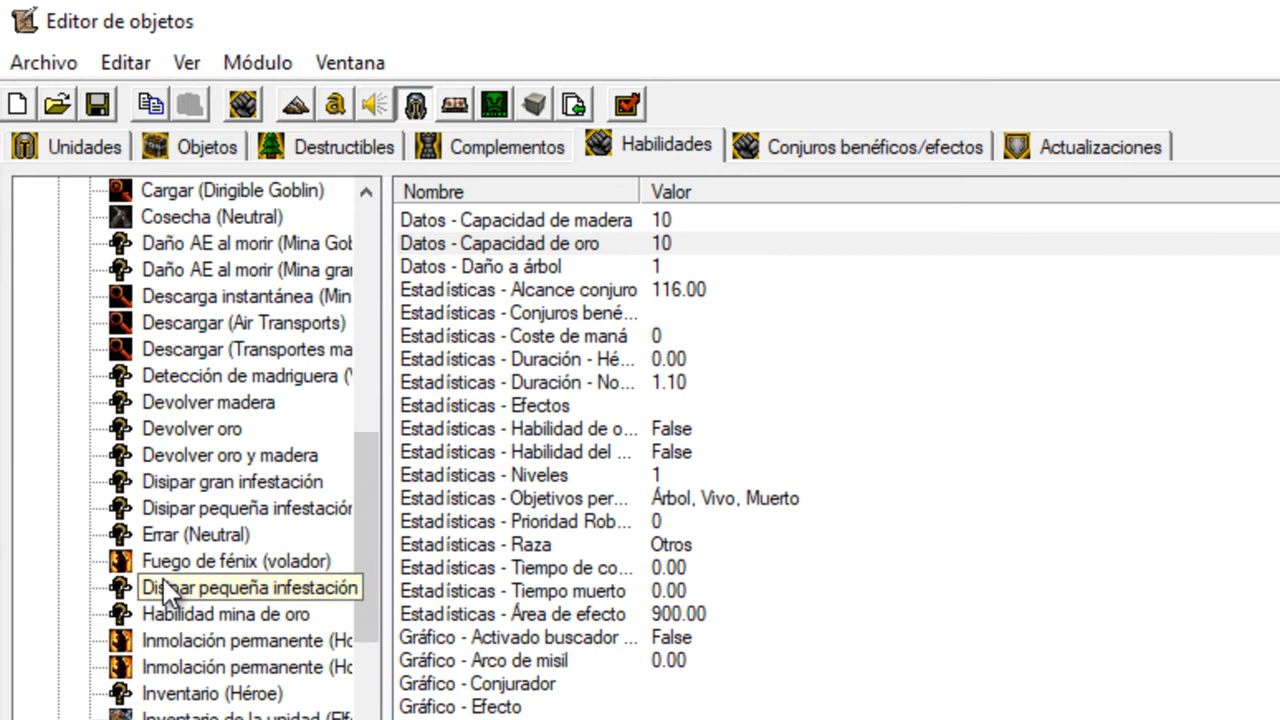 Editor de objetos
Archivo Editar Ver Módulo Ventana
Unidades Objetos Destructibles Complementos Habilidades Conjuros benéficos/efectos Actualizaciones
Cargar (Dirigible Goblin)
Cosecha (Neutral)
Daño AE al morir (Mina Gob
Daño AE al morir (Mina gran
Descarga instantánea (Min
Descargar (Air Transports)
Descargar (Transportes ma
Detección de madriguera (
Devolver madera
Devolver oro
Devolver oro y madera
Disipar gran infestación
Disipar pequeña infestación
Errar (Neutral)
Fuego de fénix (volador)
Disipar pequeña infestación
Habilidad mina de oro
Inmolación permanente (Ho
Inmolación permanente (Ho
Inventario (Héroe)
Inventario de la unidad (Elf
Nombre Valor
Datos - Capacidad de madera 10
Datos - Capacidad de oro 10
Datos - Daño a árbol 1
Estadísticas - Alcance conjuro 116.00
Estadísticas - Conjuros bené...
Estadísticas - Coste de maná 0
Estadísticas - Duración - Hé... 0.00
Estadísticas - Duración - No... 1.10
Estadísticas - Efectos
Estadísticas - Habilidad de o... False
Estadísticas - Habilidad del ... False
Estadísticas - Niveles 1
Estadísticas - Objetivos per... Árbol, Vivo, Muerto
Estadísticas - Prioridad Rob... 0
Estadísticas - Raza Otros
Estadísticas - Tiempo de co... 0.00
Estadísticas - Tiempo muerto 0.00
Estadísticas - Área de efecto 900.00
Gráfico - Activado buscador ... False
Gráfico - Arco de misil 0.00
Gráfico - Conjurador
Gráfico - Efecto